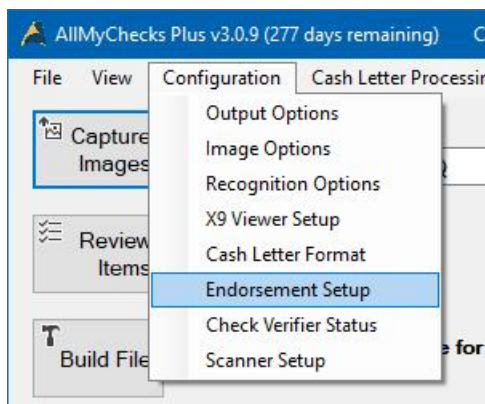 AllMyChecks Plus v3.0.9 (277 days remaining) C
File View Configuration Cash Letter Processin
Capture
Images
Review
Items
Build File
Output Options
Image Options
Recognition Options
X9 Viewer Setup
Cash Letter Format
Endorsement Setup
Check Verifier Status
Scanner Setup
e for